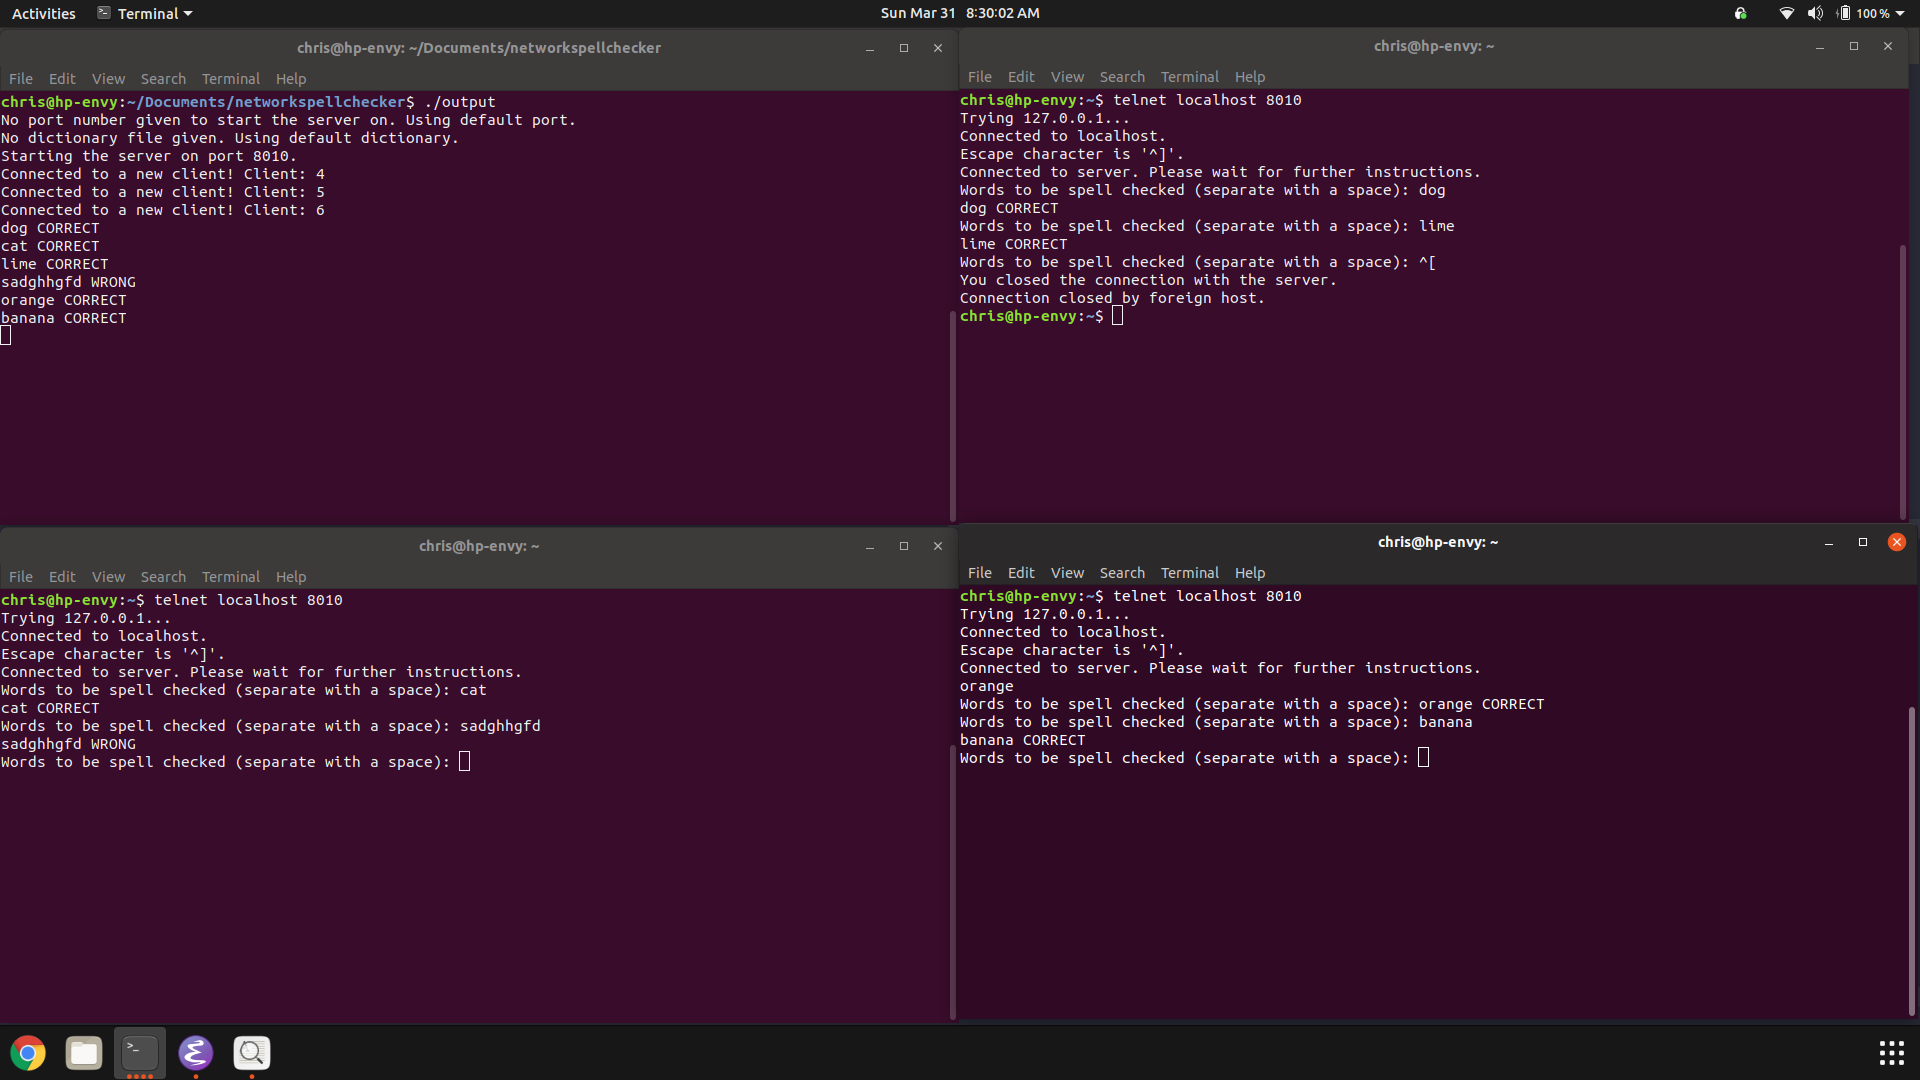 Activities Terminal Sun Mar 31 8:30:02 AM 100 %
chris@hp-envy: ~/Documents/networkspellchecker
File Edit View Search Terminal Help
chris@hp-envy:~/Documents/networkspellchecker$ ./output
No port number given to start the server on. Using default port.
No dictionary file given. Using default dictionary.
Starting the server on port 8010.
Connected to a new client! Client: 4
Connected to a new client! Client: 5
Connected to a new client! Client: 6
dog CORRECT
cat CORRECT
lime CORRECT
sadghhgfd WRONG
orange CORRECT
banana CORRECT
chris@hp-envy: ~
File Edit View Search Terminal Help
chris@hp-envy:~$ telnet localhost 8010
Trying 127.0.0.1...
Connected to localhost.
Escape character is '^]'.
Connected to server. Please wait for further instructions.
Words to be spell checked (separate with a space): dog
dog CORRECT
Words to be spell checked (separate with a space): lime
lime CORRECT
Words to be spell checked (separate with a space): ^[
You closed the connection with the server.
Connection closed by foreign host.
chris@hp-envy:~$
chris@hp-envy: ~
File Edit View Search Terminal Help
chris@hp-envy:~$ telnet localhost 8010
Trying 127.0.0.1...
Connected to localhost.
Escape character is '^]'.
Connected to server. Please wait for further instructions.
Words to be spell checked (separate with a space): cat
cat CORRECT
Words to be spell checked (separate with a space): sadghhgfd
sadghhgfd WRONG
Words to be spell checked (separate with a space):
chris@hp-envy: ~
File Edit View Search Terminal Help
chris@hp-envy:~$ telnet localhost 8010
Trying 127.0.0.1...
Connected to localhost.
Escape character is '^]'.
Connected to server. Please wait for further instructions.
orange
Words to be spell checked (separate with a space): orange CORRECT
Words to be spell checked (separate with a space): banana
banana CORRECT
Words to be spell checked (separate with a space):